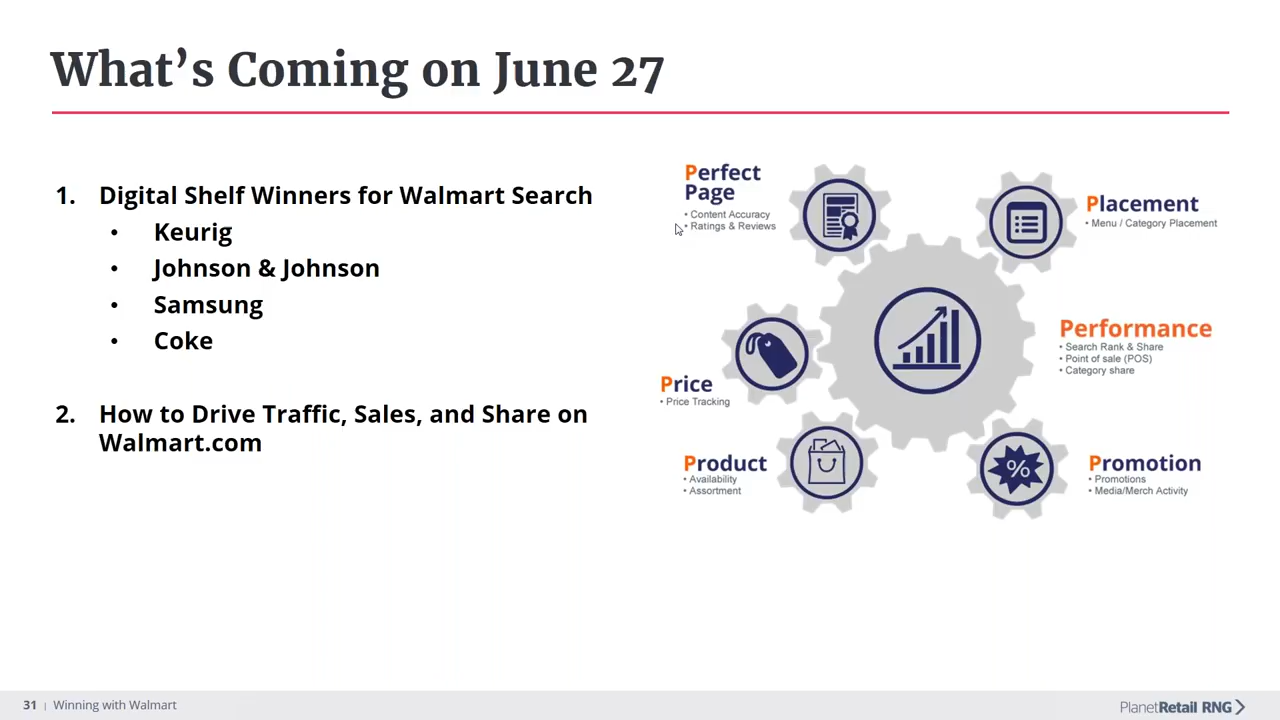 What’s Coming on June 27
1. Digital Shelf Winners for Walmart Search
• Keurig
• Johnson & Johnson
• Samsung
• Coke
2. How to Drive Traffic, Sales, and Share on
Walmart.com
Perfect
Page
• Content Accuracy
• Ratings & Reviews
Placement
• Menu / Category Placement
Performance
• Search Rank & Share
• Point of sale (POS)
• Category share
Price
• Price Tracking
Product
• Availability
• Assortment
%
Promotion
• Promotions
• Media/Merch Activity
31 | Winning with Walmart
PlanetRetail RNG